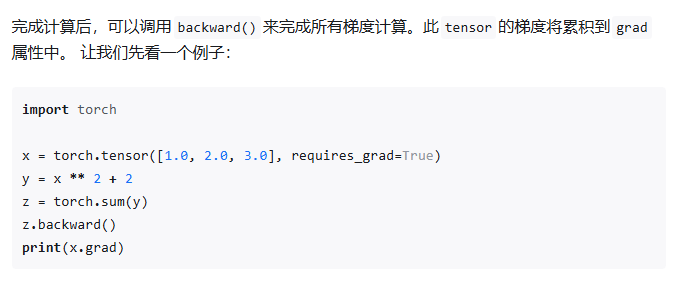 完成计算后，可以调用 backward() 来完成所有梯度计算。此 tensor 的梯度将累积到 grad
属性中。 让我们先看一个例子：
import torch
x = torch.tensor([1.0, 2.0, 3.0], requires_grad=True)
y = x ** 2 + 2
z = torch.sum(y)
z.backward()
print(x.grad)